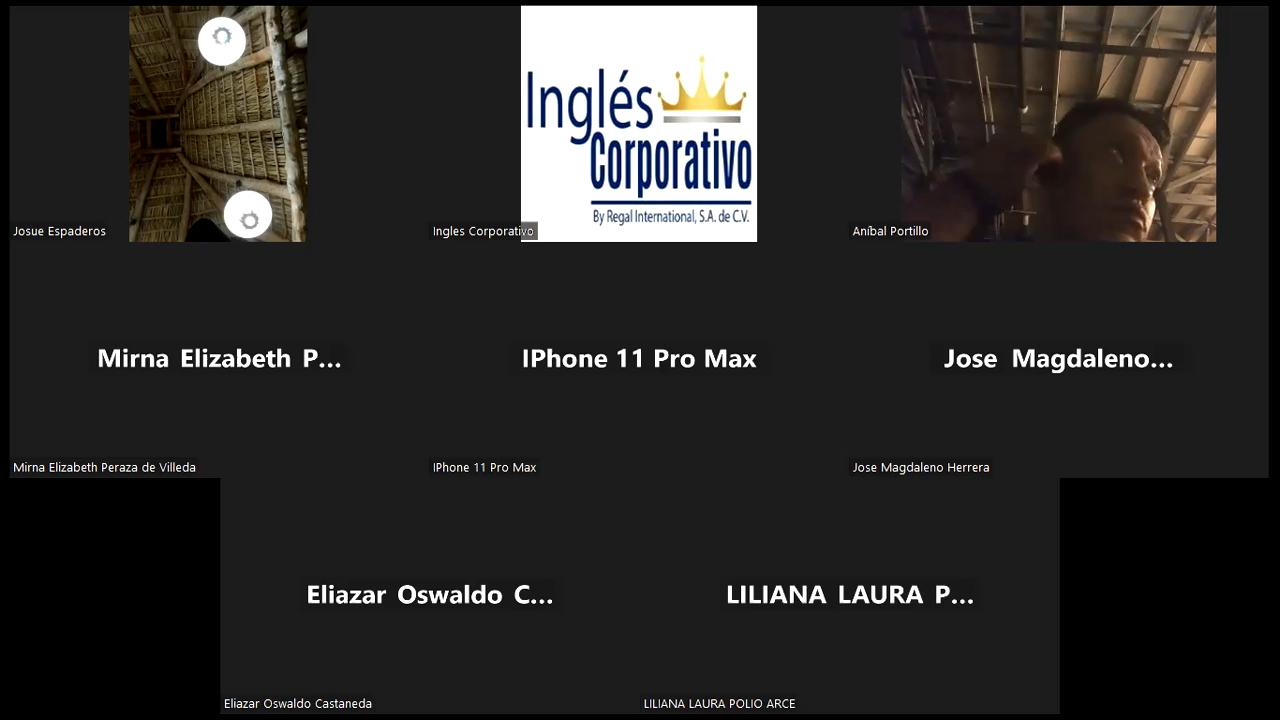 Inglés
Corporativo
By Regal International, S.A. de C.V.
Josue Espaderos
Ingles Corporativo
Aníbal Portillo
Mirna Elizabeth P...
IPhone 11 Pro Max
Jose Magdaleno...
Mirna Elizabeth Peraza de Villeda
IPhone 11 Pro Max
Jose Magdaleno Herrera
Eliazar Oswaldo C...
LILIANA LAURA P...
Eliazar Oswaldo Castaneda
LILIANA LAURA POLIO ARCE